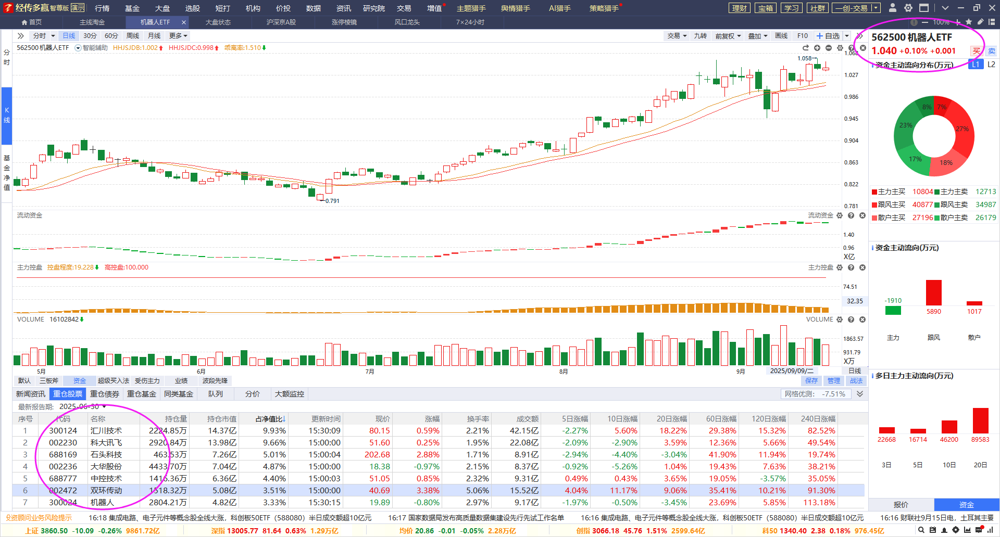 经传多赢 智尊版 演示 行情 基金 大盘 选股 短打 机构 价投 数据 资讯 研究院 交易 增值 主题猎手 舆情猎手 AI猎手 策略猎手 理财 宝箱 学习 社群 一创-交易
首页 主线淘金 机器人ETF × 大盘状态 沪深京A股 涨停棱镜 风口龙头 7×24小时 100%
分时 日线 30分 60分 周线 月线 更多 交易 九转 前复权 叠加 画线 F10 +自选
562500 机器人ETF
1.040 +0.10% +0.001 买 卖
562500 机器人ETF 智能辅助 HHJSJDB:1.002 HHJSJDC:0.998 乖离率:1.510
分时
K线
基金净值
1.058
0.791
1.068
1.027
0.986
0.945
0.904
0.863
0.822
0.781
流动资金 流动资金
1.40
0.96
X亿
主力控盘 控盘程度:19.228 高控盘:100.000 主力控盘
74.51
32.35
VOLUME 16102842 VOLUME
1863.57
931.79
X万
5月 6月 7月 8月 9月 2025/09/09/二 日线
默认 三板斧 资金 超级买入法 受伤主力 业绩 波段先锋 保存 管理 战法
新闻资讯 重仓股票 重仓债券 重仓基金 同类基金 队列 分价 大额监控 网格优测: -7.51%
最新报告期: 2025-06-30
序号 代码 名称 持仓量 持仓市值 占净值比↓ 更新时间 现价 涨幅 换手率 成交额 5日涨幅 10日涨幅 20日涨幅 60日涨幅 120日涨幅 240日涨幅
1 300124 汇川技术 2224.85万 14.37亿 9.93% 15:30:09 80.15 0.59% 2.21% 42.15亿 -2.27% 5.60% 18.22% 29.38% 15.32% 82.52%
2 002230 科大讯飞 2920.84万 13.98亿 9.66% 15:00:00 51.60 0.25% 1.95% 22.08亿 -2.09% -2.90% 3.59% 12.36% 5.66% 49.54%
3 688169 石头科技 463.53万 7.26亿 5.01% 15:00:04 202.68 2.88% 1.71% 8.91亿 -2.94% -4.40% -3.04% 41.90% 11.94% 19.74%
4 002236 大华股份 4433.70万 7.04亿 4.87% 15:00:00 18.38 -0.97% 2.15% 8.37亿 -0.92% -5.26% 1.04% 19.43% 7.63% 38.21%
5 688777 中控技术 1416.36万 6.36亿 4.40% 15:00:03 51.05 0.85% 2.32% 9.31亿 0.49% 0.43% 3.65% 19.05% -3.57% 35.05%
6 002472 双环传动 1518.32万 5.08亿 3.51% 15:00:00 40.69 3.38% 5.06% 15.52亿 4.04% 11.17% 9.06% 35.41% 10.21% 91.30%
7 300024 机器人 2804.21万 4.82亿 3.33% 15:30:15 19.89 -0.80% 2.97% 9.17亿 -1.97% -0.50% -3.45% 23.69% 5.85% 113.18%
资金主动流向分布(万元) L1 L2
8% 7%
23% 27%
17% 18%
主力主买 10804 主力主卖 12713
跟风主买 40877 跟风主卖 34987
散户主买 27196 散户主卖 26179
资金主动流向(万元)
-1910 5890 1017
主力 跟风 散户
多日主力主动流向(万元)
22668 16714 46200 89583
3日 5日 10日 20日
报价 资金
投资顾问业务风险提示 16:18 集成电路、电子元件等概念股全线大涨，科创板50ETF（588080）半日成交额超10亿元 16:17 国家数据局发布高质量数据集建设先行先试工作名单 16:16 集成电路、电子元件等概念股全线大涨，科创板50ETF（588080）半日成交额超10亿元 16:16 财联社9月15日电，土耳其主要
上证 3860.50 -10.09 -0.26% 9861.72亿 深指 13005.77 81.64 0.63% 1.29万亿 均价 20.86 -0.01 -0.05% 2.28万亿 创指 3066.18 45.76 1.51% 2599.64亿 科50 1340.40 2.38 0.18% 976.45亿